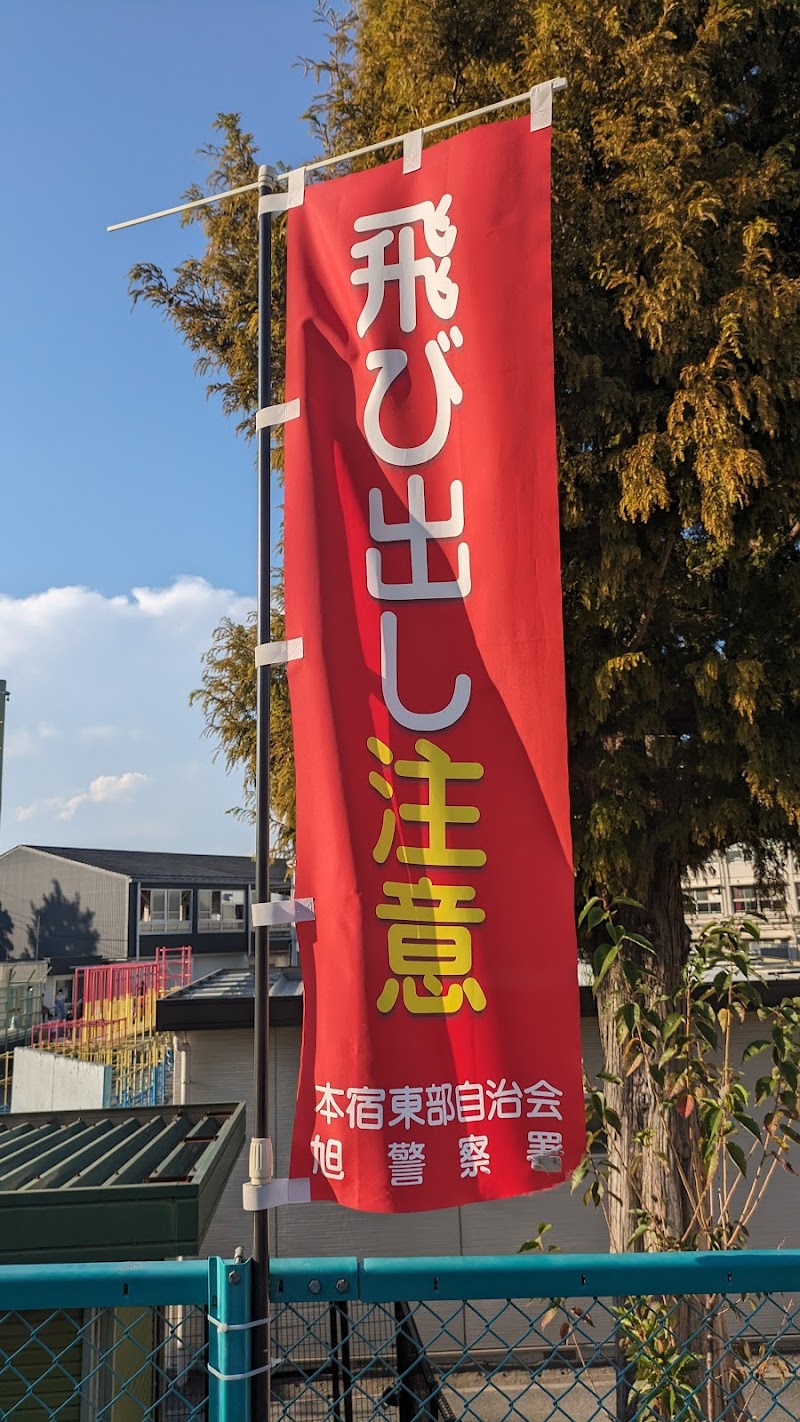 飛び出し注意
本宿東部自治会
旭警察署